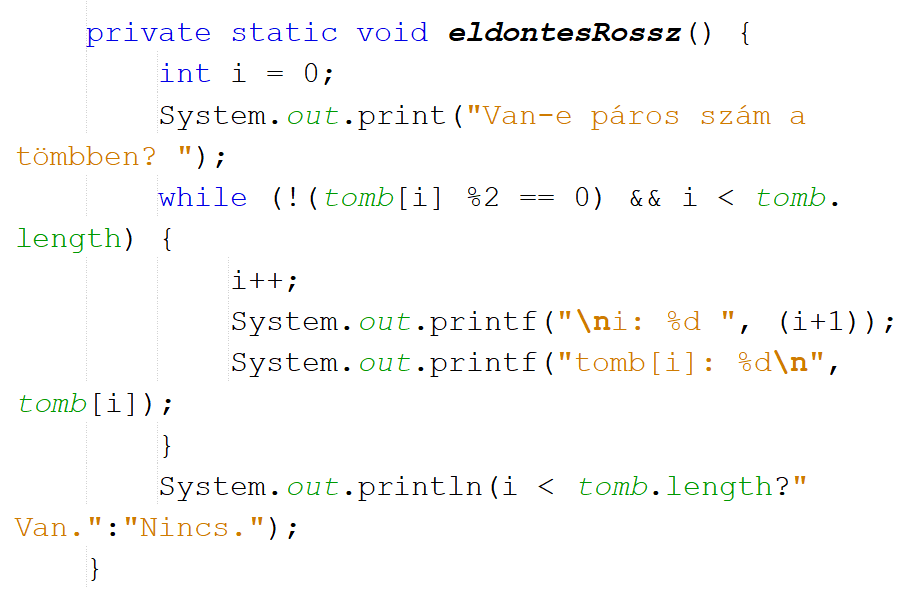 private static void eldontesRossz() {
int i = 0;
System.out.print("Van-e páros szám a
tömbben? ");
while (!(tomb[i] %2 == 0) && i < tomb.
length) {
i++;
System.out.printf("\ni: %d ", (i+1));
System.out.printf("tomb[i]: %d\n",
tomb[i]);
}
System.out.println(i < tomb.length?"
Van.":"Nincs.");
}